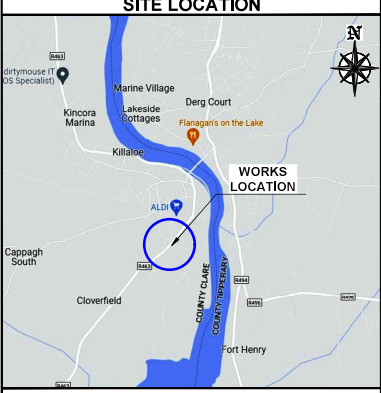 SITE LOCATION
N
R463
dirtymouse IT
OS Specialist)
Marine Village
Derg Court
Lakeside
Cottages
Kincora
Marina
Flanagan's on the Lake
Killaloe
WORKS
LOCATION
ALDI
Cappagh
South
R463
COUNTY CLARE
COUNTY TIPPERARY
R494
R496
R496
Cloverfield
Fort Henry
R463